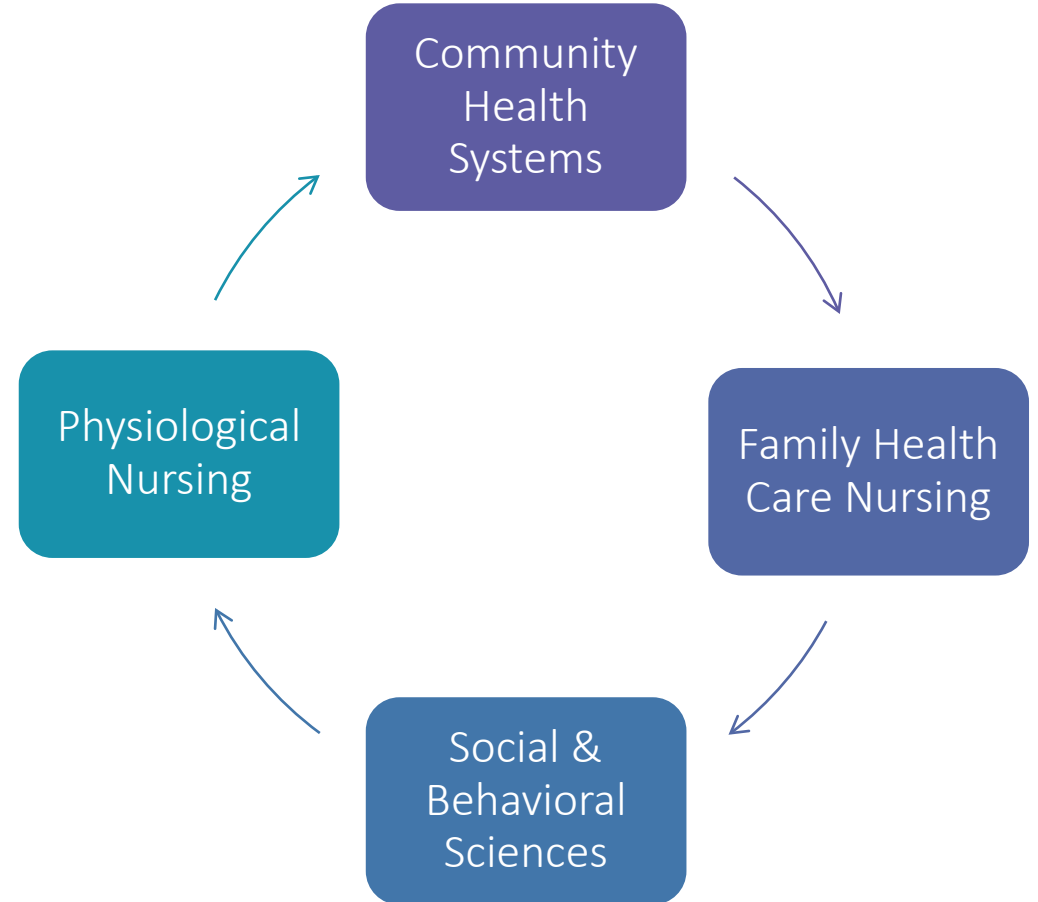 Community
Health
Systems
Physiological
Nursing
Family Health
Care Nursing
Social &
Behavioral
Sciences